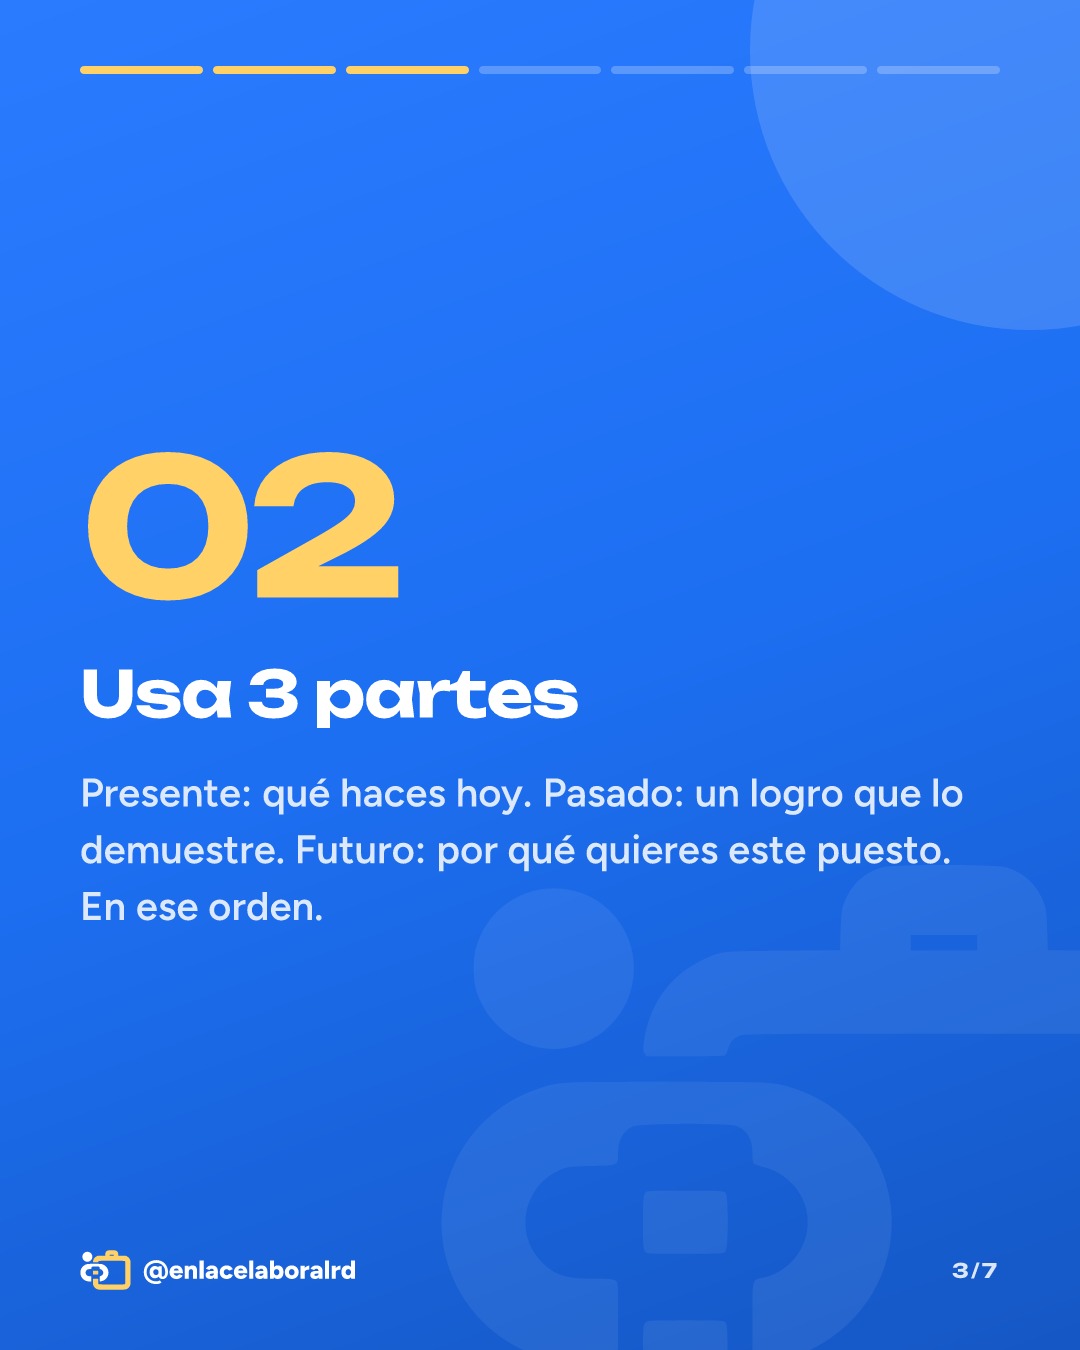 02
Usa 3 partes
Presente: qué haces hoy. Pasado: un logro que lo
demuestre. Futuro: por qué quieres este puesto.
En ese orden.
@enlacelaboralrd
3/7